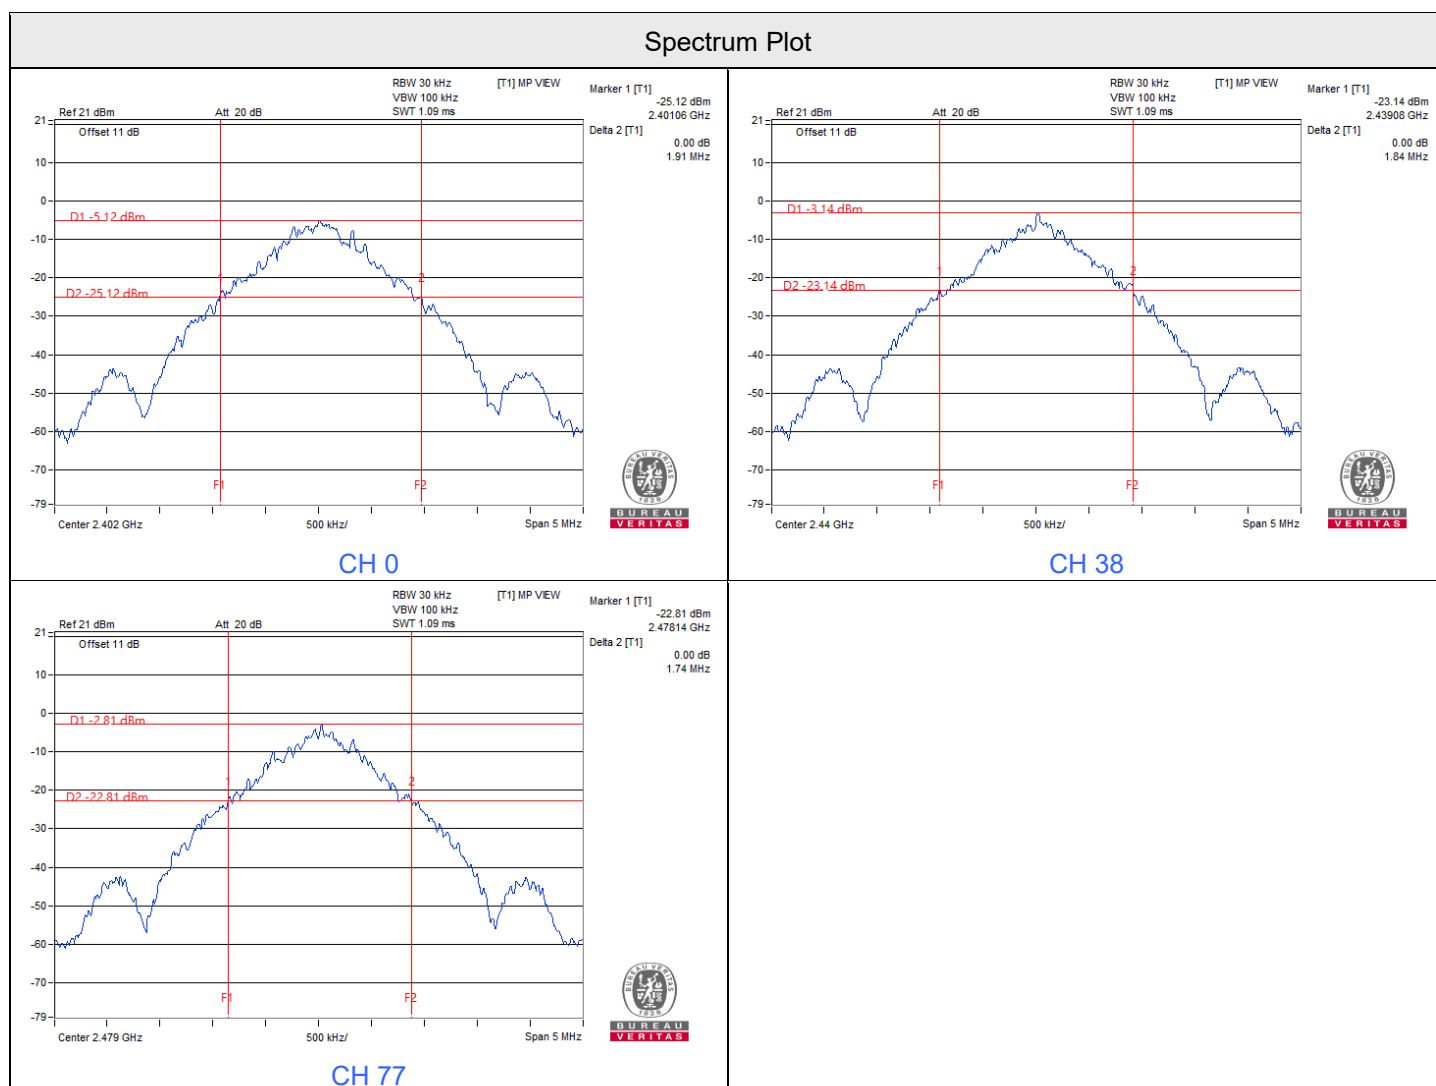 Spectrum Plot
RBW 30 kHz
[T1] MP VIEW
Marker 1 [T1]
VBW 100 kHz
-25.12 dBm
Ref 21 dBm
Att 20 dB
SWT 1.09 ms
2.40106 GHz
21
Offset 11 dB
Delta 2 [T1]
0.00 dB
1.91 MHz
10
0
D1 -5.12 dBm
-10
-20
1
2
D2 -25.12 dBm
-30
-40
-50
-60
-70
F1
F2
-79
Center 2.402 GHz
500 kHz/
Span 5 MHz
BUREAU VERITAS
1828
BUREAU
VERITAS
CH 0
RBW 30 kHz
[T1] MP VIEW
Marker 1 [T1]
VBW 100 kHz
-23.14 dBm
Ref 21 dBm
Att 20 dB
SWT 1.09 ms
2.43908 GHz
21
Offset 11 dB
Delta 2 [T1]
0.00 dB
1.84 MHz
10
0
D1 -3.14 dBm
-10
-20
1
2
D2 -23.14 dBm
-30
-40
-50
-60
-70
F1
F2
-79
Center 2.44 GHz
500 kHz/
Span 5 MHz
BUREAU VERITAS
1828
BUREAU
VERITAS
CH 38
RBW 30 kHz
[T1] MP VIEW
Marker 1 [T1]
VBW 100 kHz
-22.81 dBm
Ref 21 dBm
Att 20 dB
SWT 1.09 ms
2.47814 GHz
21
Offset 11 dB
Delta 2 [T1]
0.00 dB
1.74 MHz
10
0
D1 -2.81 dBm
-10
-20
1
2
D2 -22.81 dBm
-30
-40
-50
-60
-70
F1
F2
-79
Center 2.479 GHz
500 kHz/
Span 5 MHz
BUREAU VERITAS
1828
BUREAU
VERITAS
CH 77